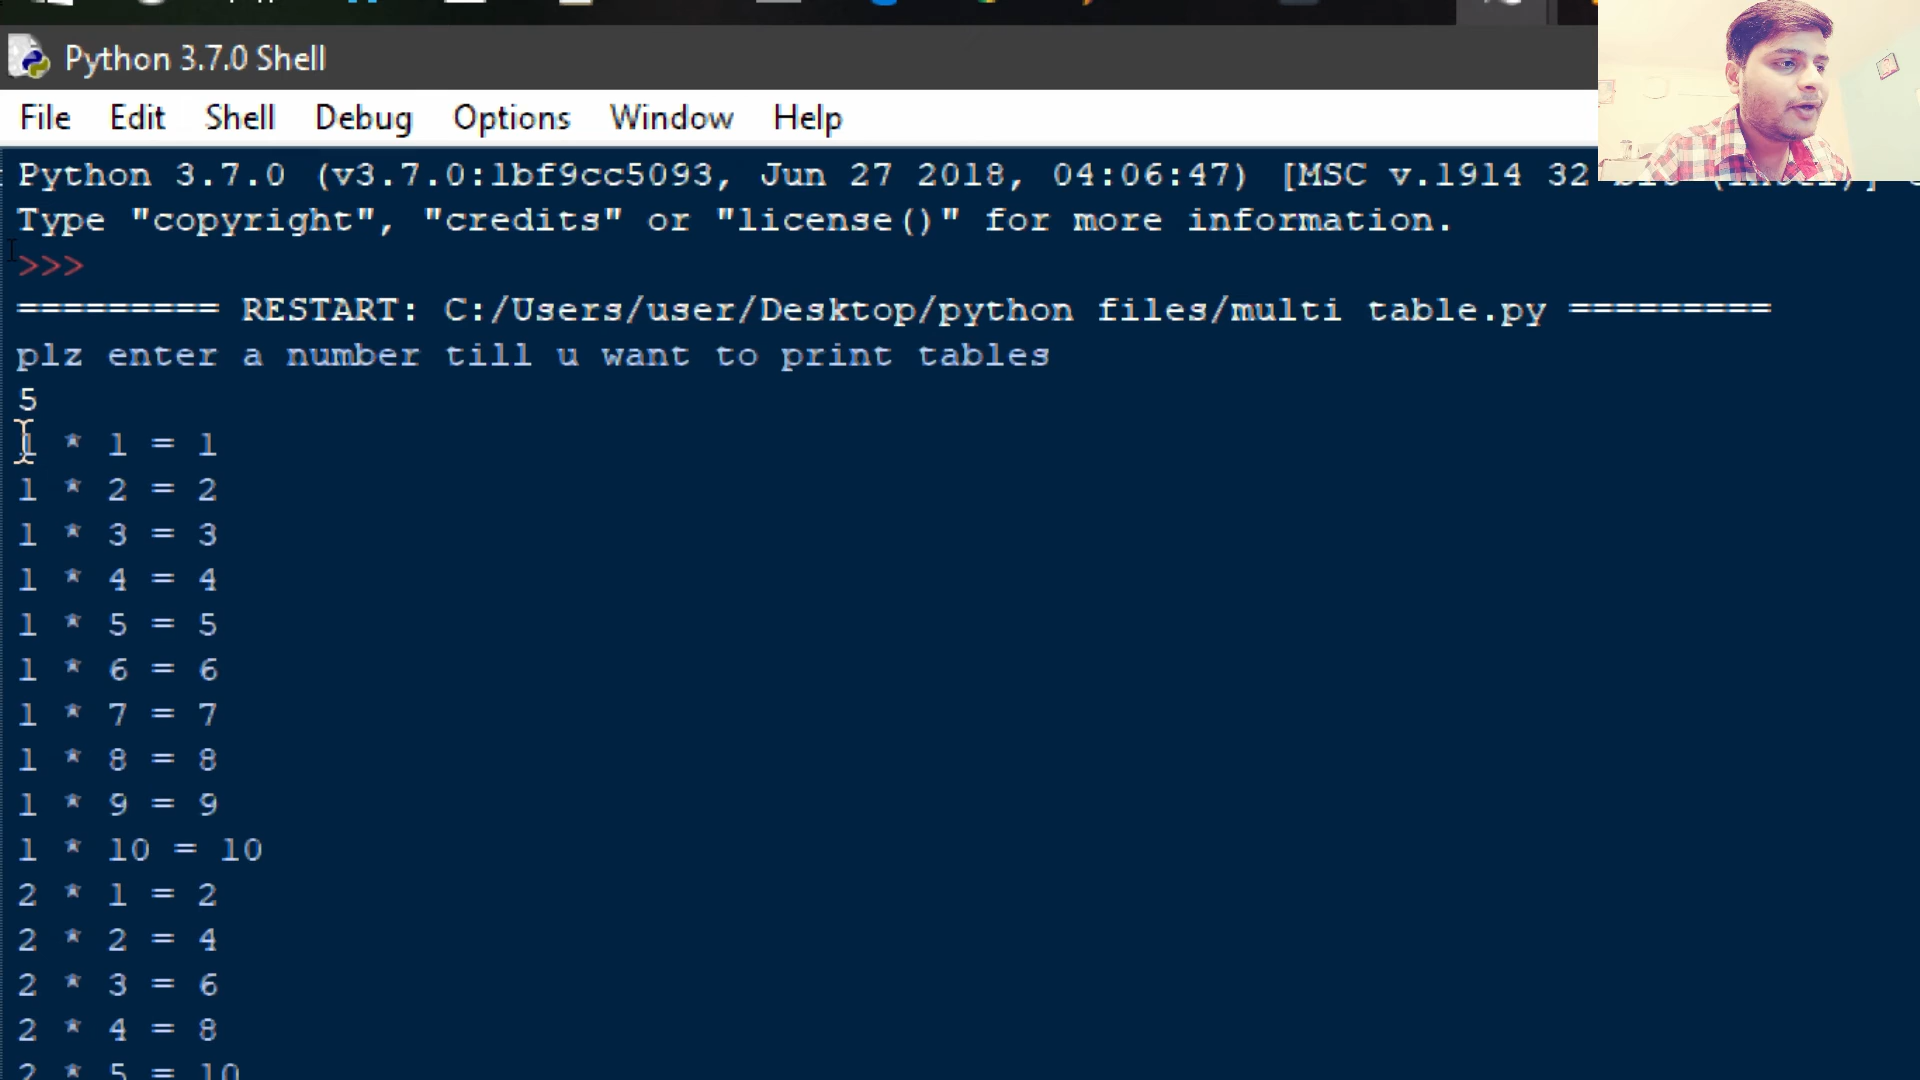 Python 3.7.0 Shell
File Edit Shell Debug Options Window Help
Python 3.7.0 (v3.7.0:1bf9cc5093, Jun 27 2018, 04:06:47) [MSC v.1914 32
Type "copyright", "credits" or "license()" for more information.
>>>
========= RESTART: C:/Users/user/Desktop/python files/multi table.py =========
plz enter a number till u want to print tables
5
1 * 1 = 1
1 * 2 = 2
1 * 3 = 3
1 * 4 = 4
1 * 5 = 5
1 * 6 = 6
1 * 7 = 7
1 * 8 = 8
1 * 9 = 9
1 * 10 = 10
2 * 1 = 2
2 * 2 = 4
2 * 3 = 6
2 * 4 = 8
2 * 5 = 10